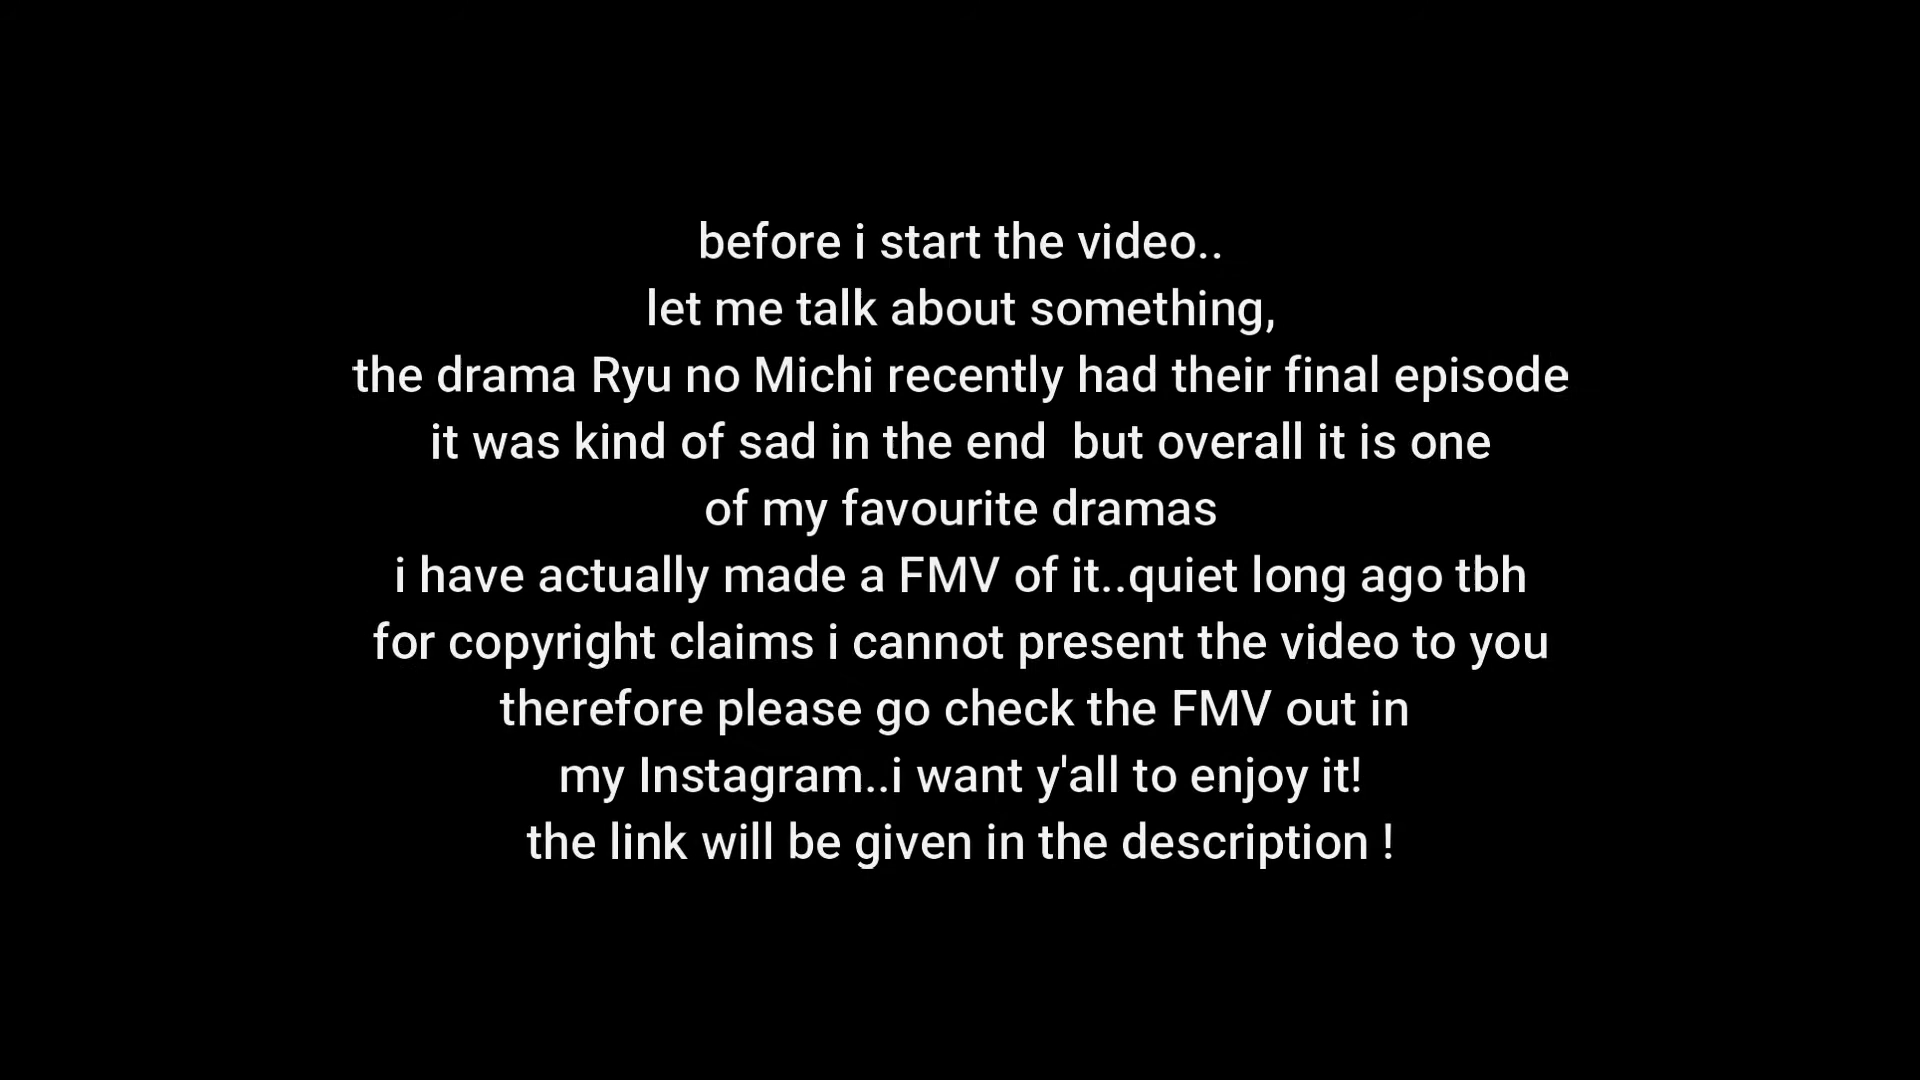 before i start the video..
let me talk about something,
the drama Ryu no Michi recently had their final episode
it was kind of sad in the end  but overall it is one
of my favourite dramas
i have actually made a FMV of it..quiet long ago tbh
for copyright claims i cannot present the video to you
therefore please go check the FMV out in
my Instagram..i want y'all to enjoy it!
the link will be given in the description !